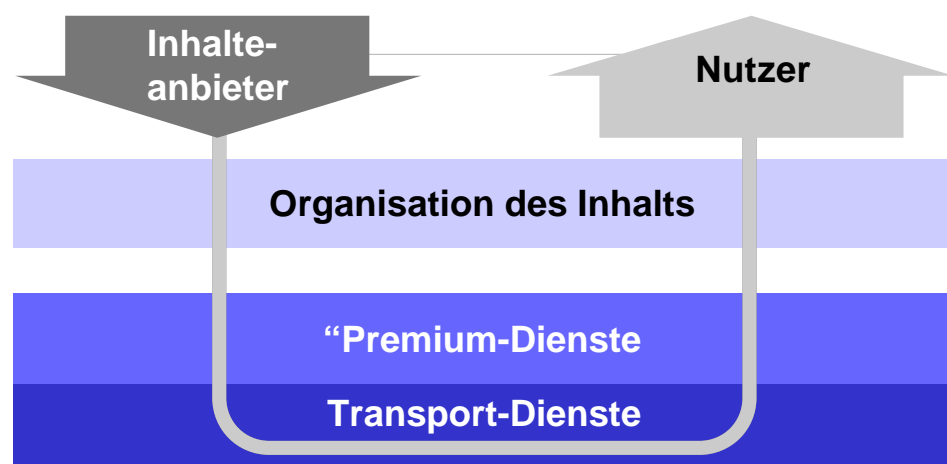 Inhalte-
anbieter
Nutzer
Organisation des Inhalts
“Premium-Dienste
Transport-Dienste